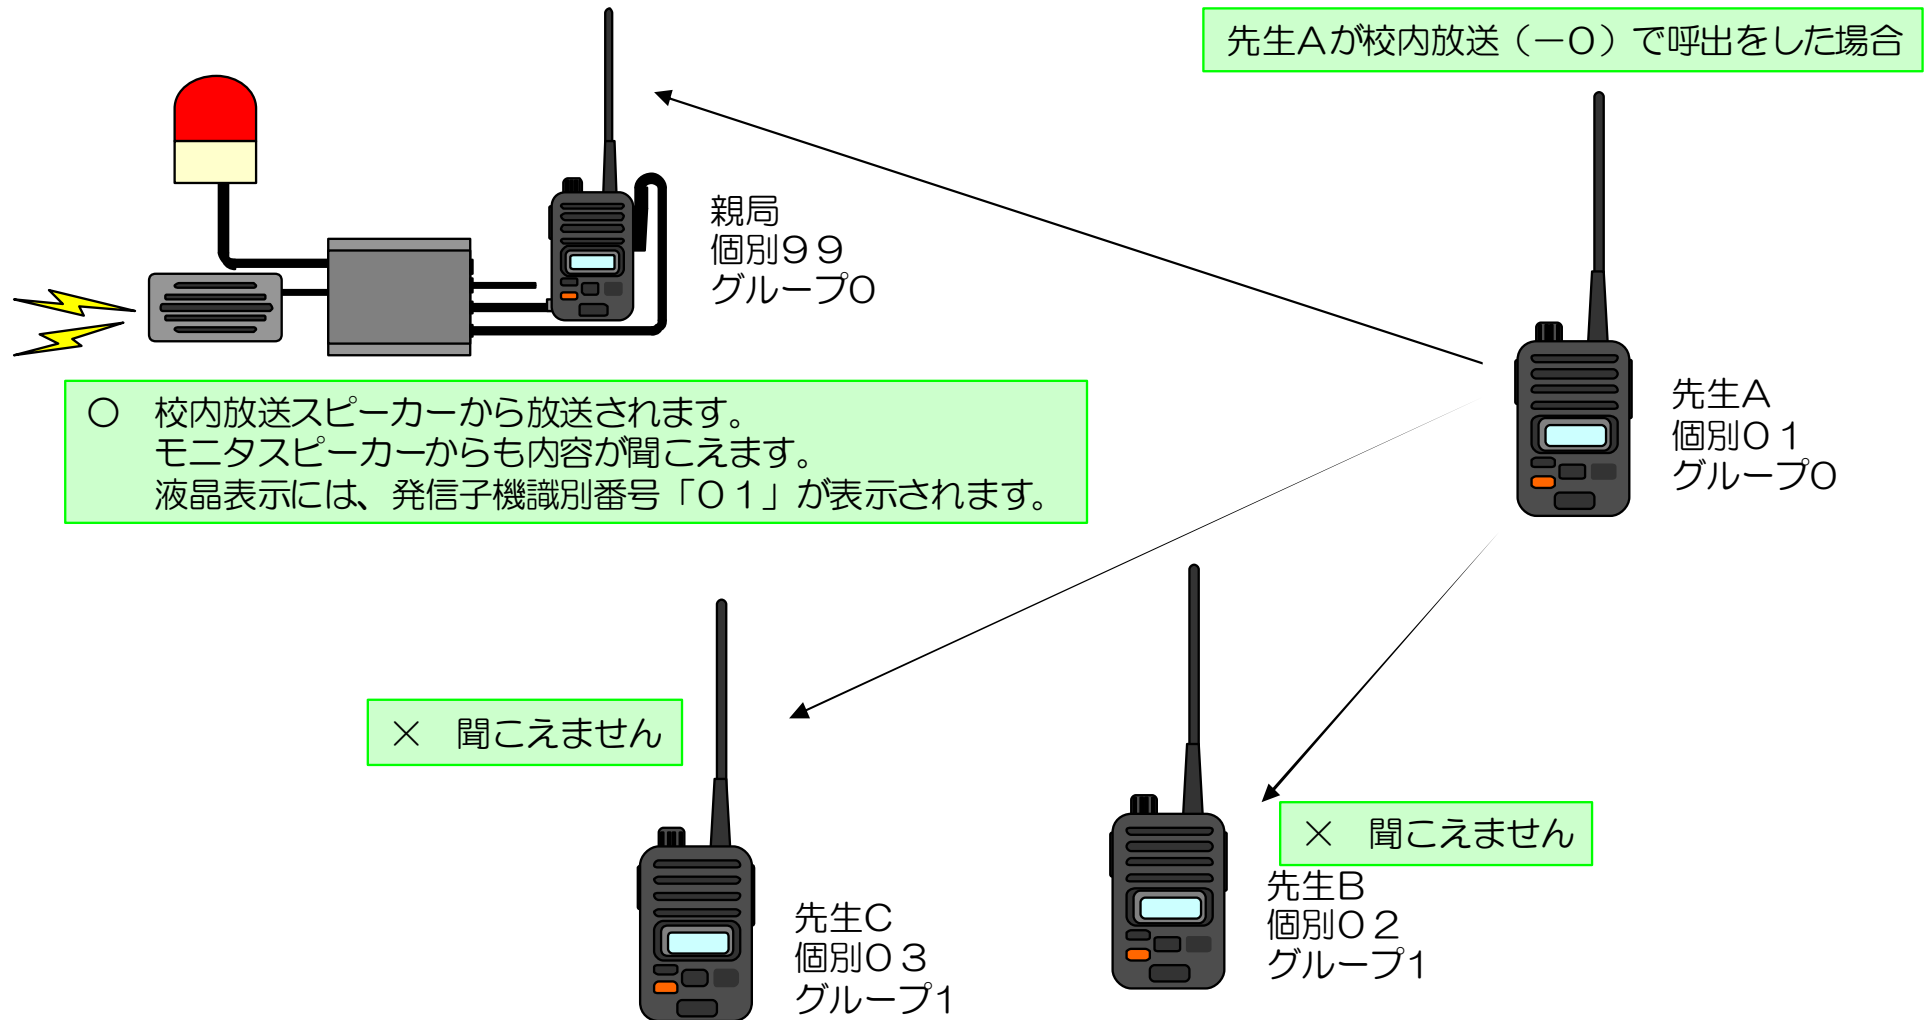 先生Aが校内放送（－０）で呼出をした場合
親局
個別９９
グループ０
○　校内放送スピーカーから放送されます。
モニタスピーカーからも内容が聞こえます。
液晶表示には、発信子機識別番号「０１」が表示されます。
先生A
個別０１
グループ０
×　聞こえません
×　聞こえません
先生B
個別０２
グループ１
先生C
個別０３
グループ１